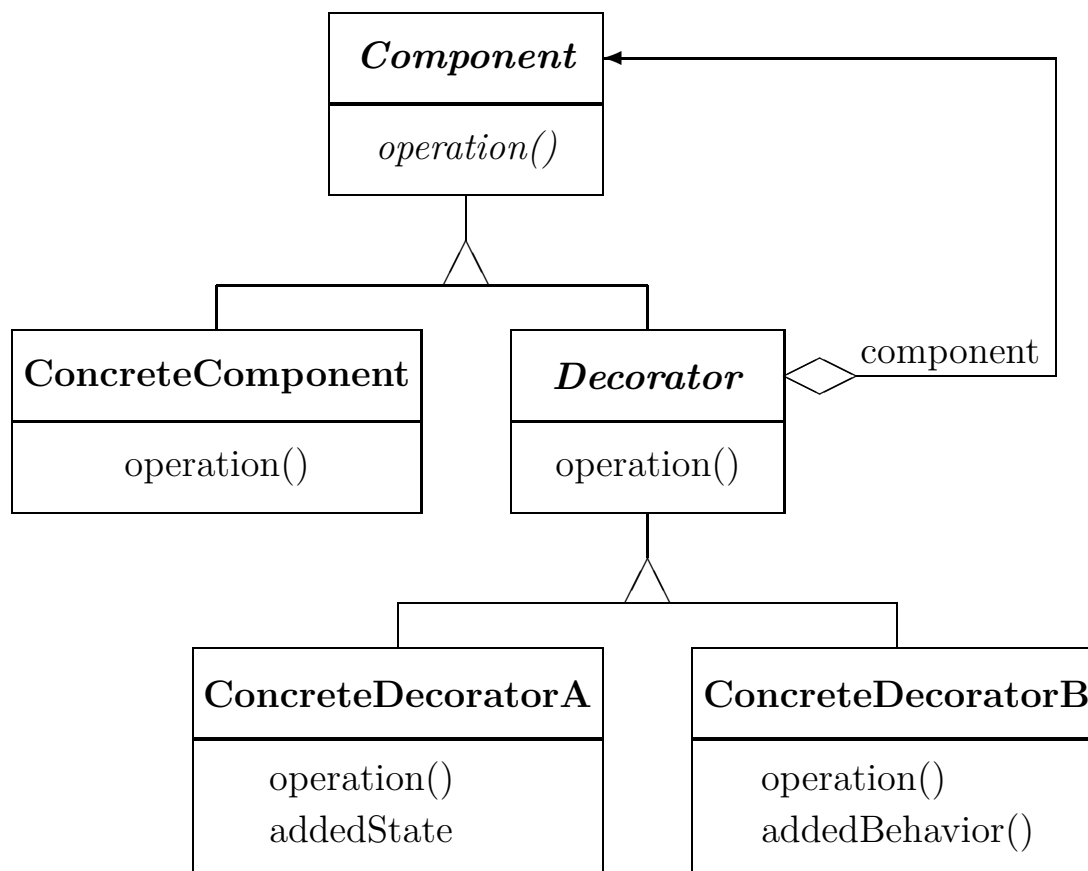 Component
operation()
ConcreteComponent
operation()
Decorator
operation()
component
ConcreteDecoratorA
operation()
addedState
ConcreteDecoratorB
operation()
addedBehavior()